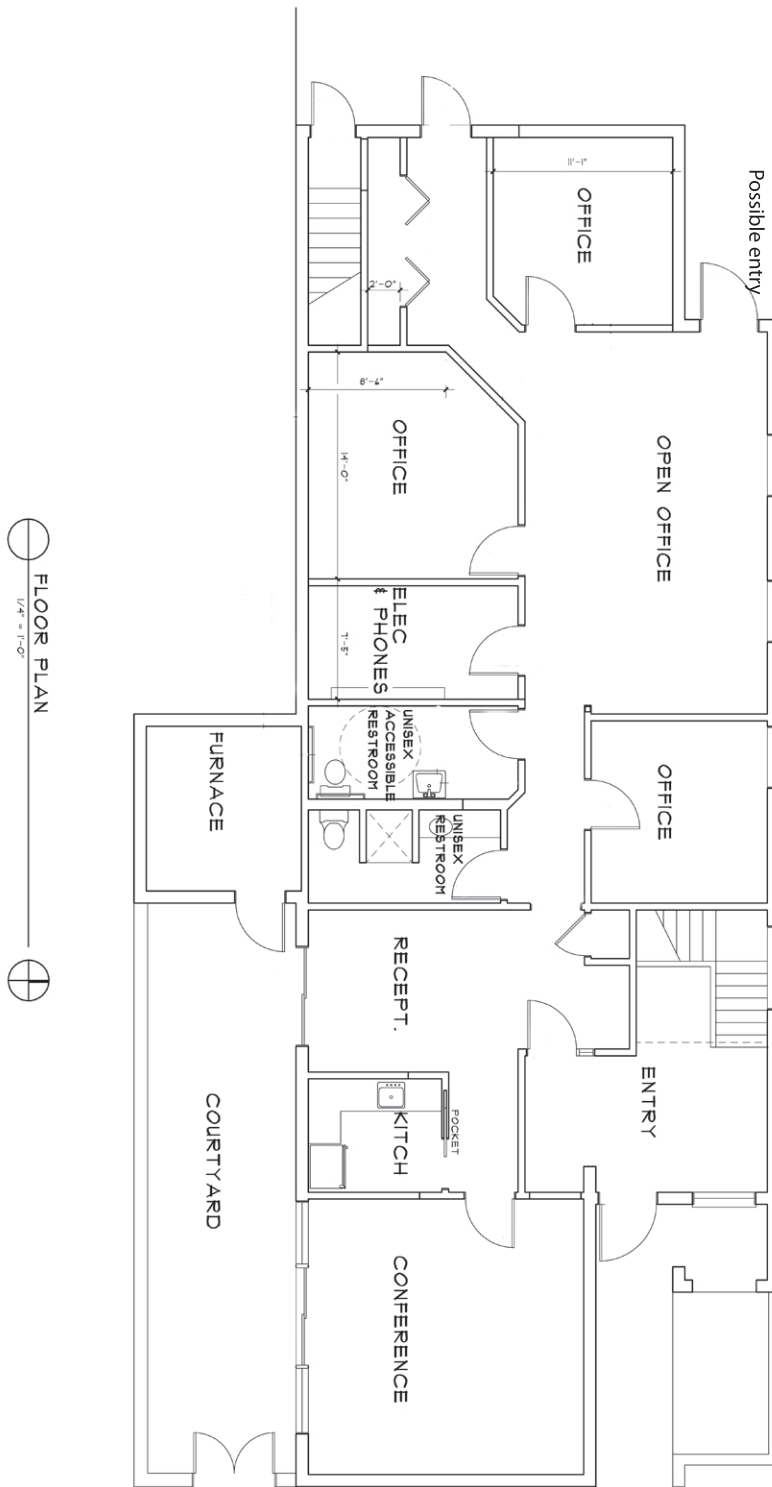 Possible entry
11'-1"
OFFICE
2'-0"
8'-6"
OFFICE
14'-0"
OPEN OFFICE
ELEC
& PHONES
7'-5"
UNISEX
ACCESSIBLE
RESTROOM
UNISEX
RESTROOM
OFFICE
FURNACE
RECEPT.
ENTRY
POCKET
KITCH
COURTYARD
CONFERENCE
FLOOR PLAN
1/4" = 1'-0"